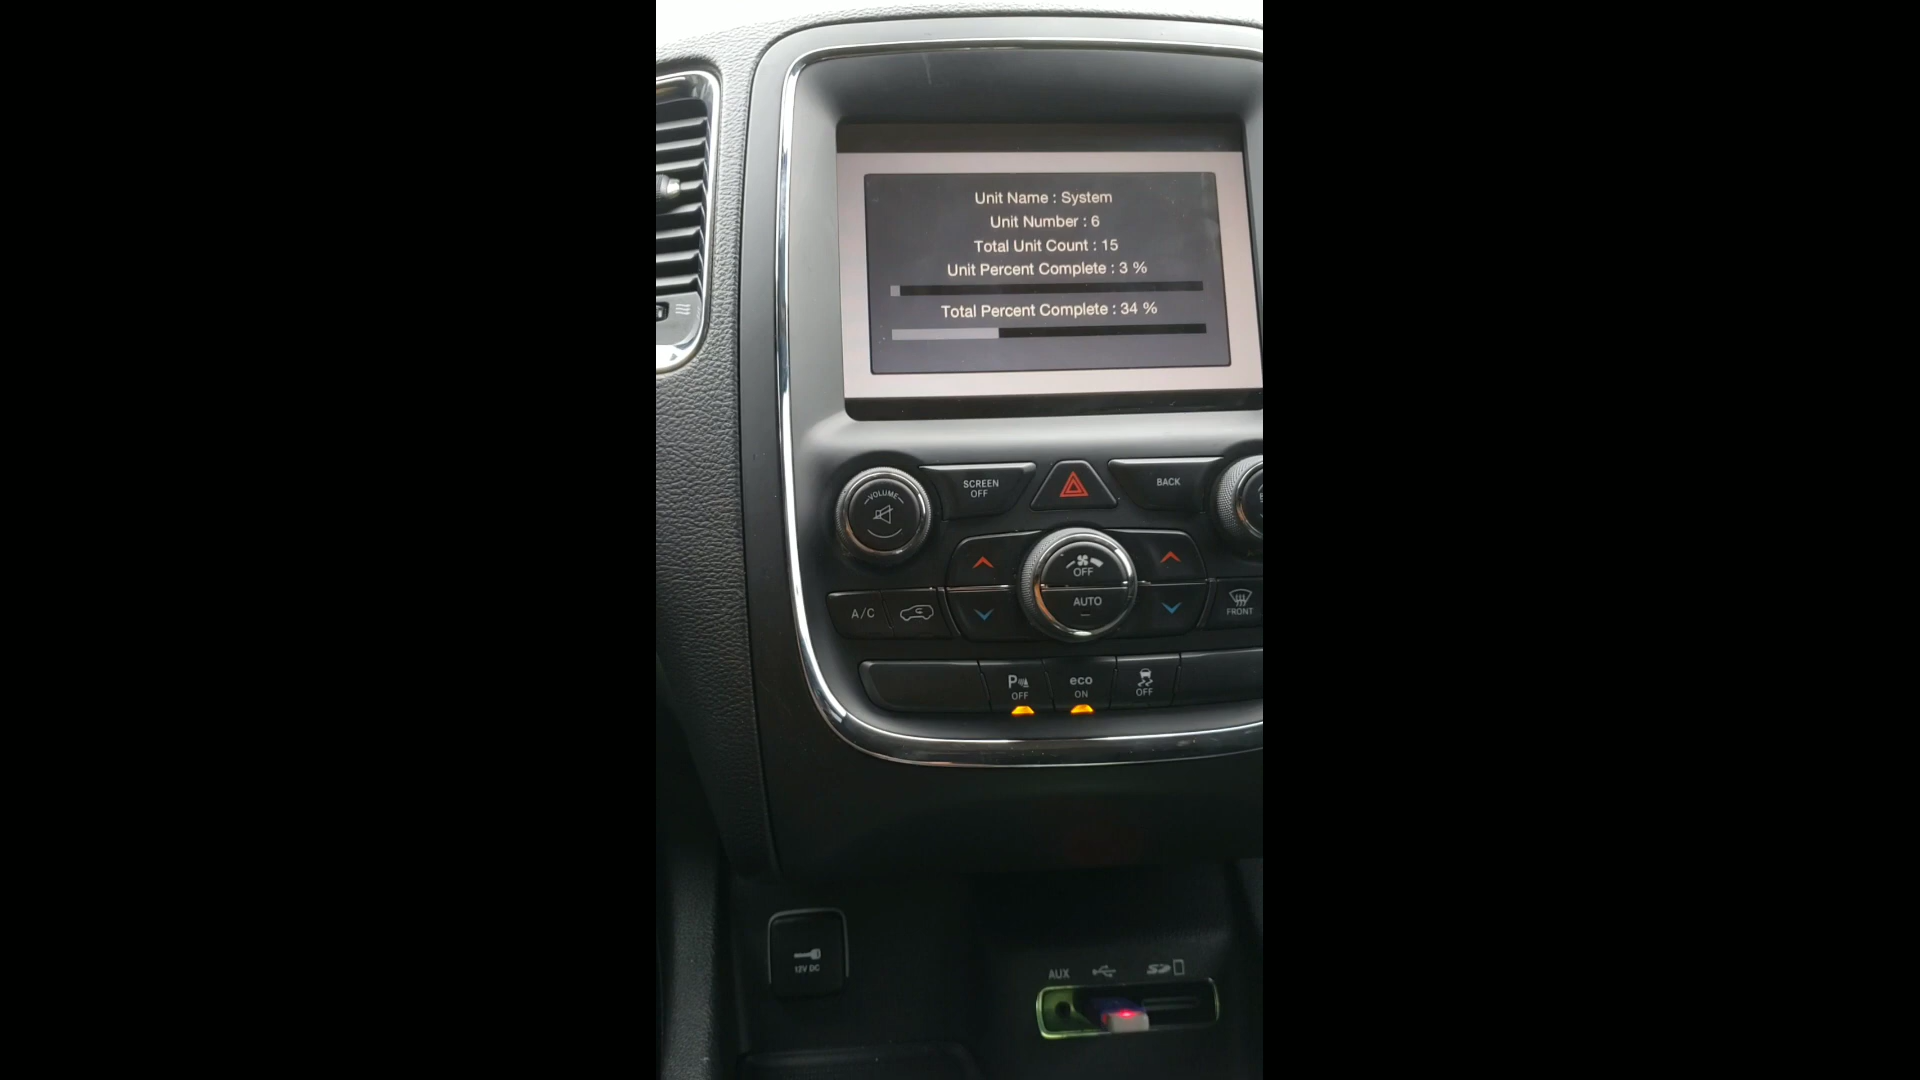 Unit Name : System
Unit Number : 6
Total Unit Count : 15
Unit Percent Complete : 3 %
Total Percent Complete : 34 %
VOLUME
SCREEN
OFF
BACK
OFF
AUTO
A/C
FRONT
P
OFF
eco
ON
OFF
12V DC
AUX